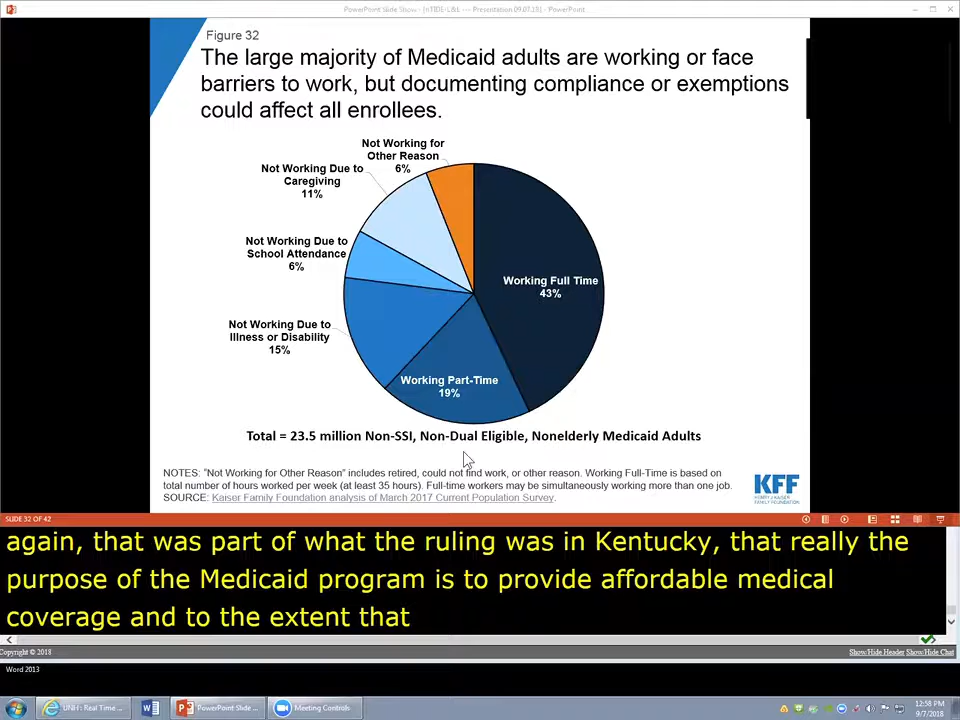 PowerPoint Slide Show - [nTIDE-L&L --- Presentation 09.07.18] - PowerPoint
Figure 32
The large majority of Medicaid adults are working or face
barriers to work, but documenting compliance or exemptions
could affect all enrollees.
Not Working for
Other Reason
6%
Not Working Due to
Caregiving
11%
Not Working Due to
School Attendance
6%
Not Working Due to
Illness or Disability
15%
Working Full Time
43%
Working Part-Time
19%
Total = 23.5 million Non-SSI, Non-Dual Eligible, Nonelderly Medicaid Adults
NOTES: "Not Working for Other Reason" includes retired, could not find work, or other reason. Working Full-Time is based on
total number of hours worked per week (at least 35 hours). Full-time workers may be simultaneously working more than one job.
SOURCE: Kaiser Family Foundation analysis of March 2017 Current Population Survey.
KFF
HENRY J KAISER
FAMILY FOUNDATION
SLIDE 32 OF 42
again, that was part of what the ruling was in Kentucky, that really the
purpose of the Medicaid program is to provide affordable medical
coverage and to the extent that
Copyright © 2018
Show/Hide Header Show/Hide Chat
Word 2013
UNH : Real Time ...
PowerPoint Slide ...
Meeting Controls
12:58 PM
9/7/2018